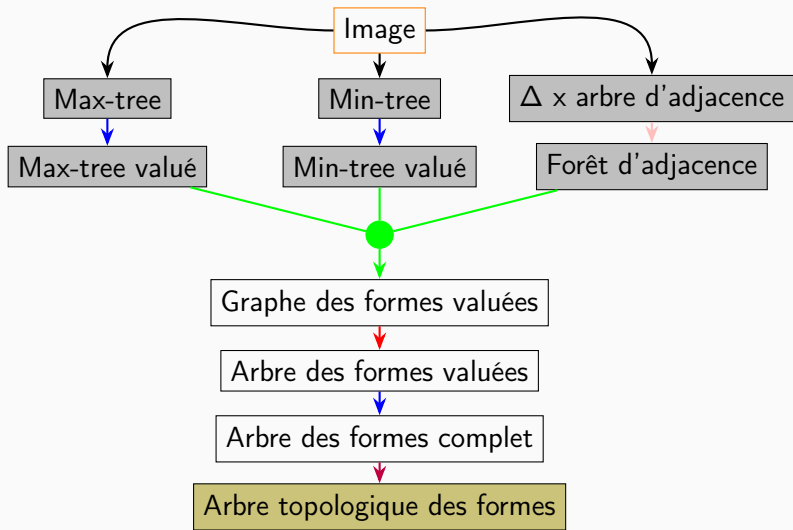 Image
Max-tree
Min-tree
Δ x arbre d'adjacence
Max-tree valué
Min-tree valué
Forêt d'adjacence
Graphe des formes valuées
Arbre des formes valuées
Arbre des formes complet
Arbre topologique des formes